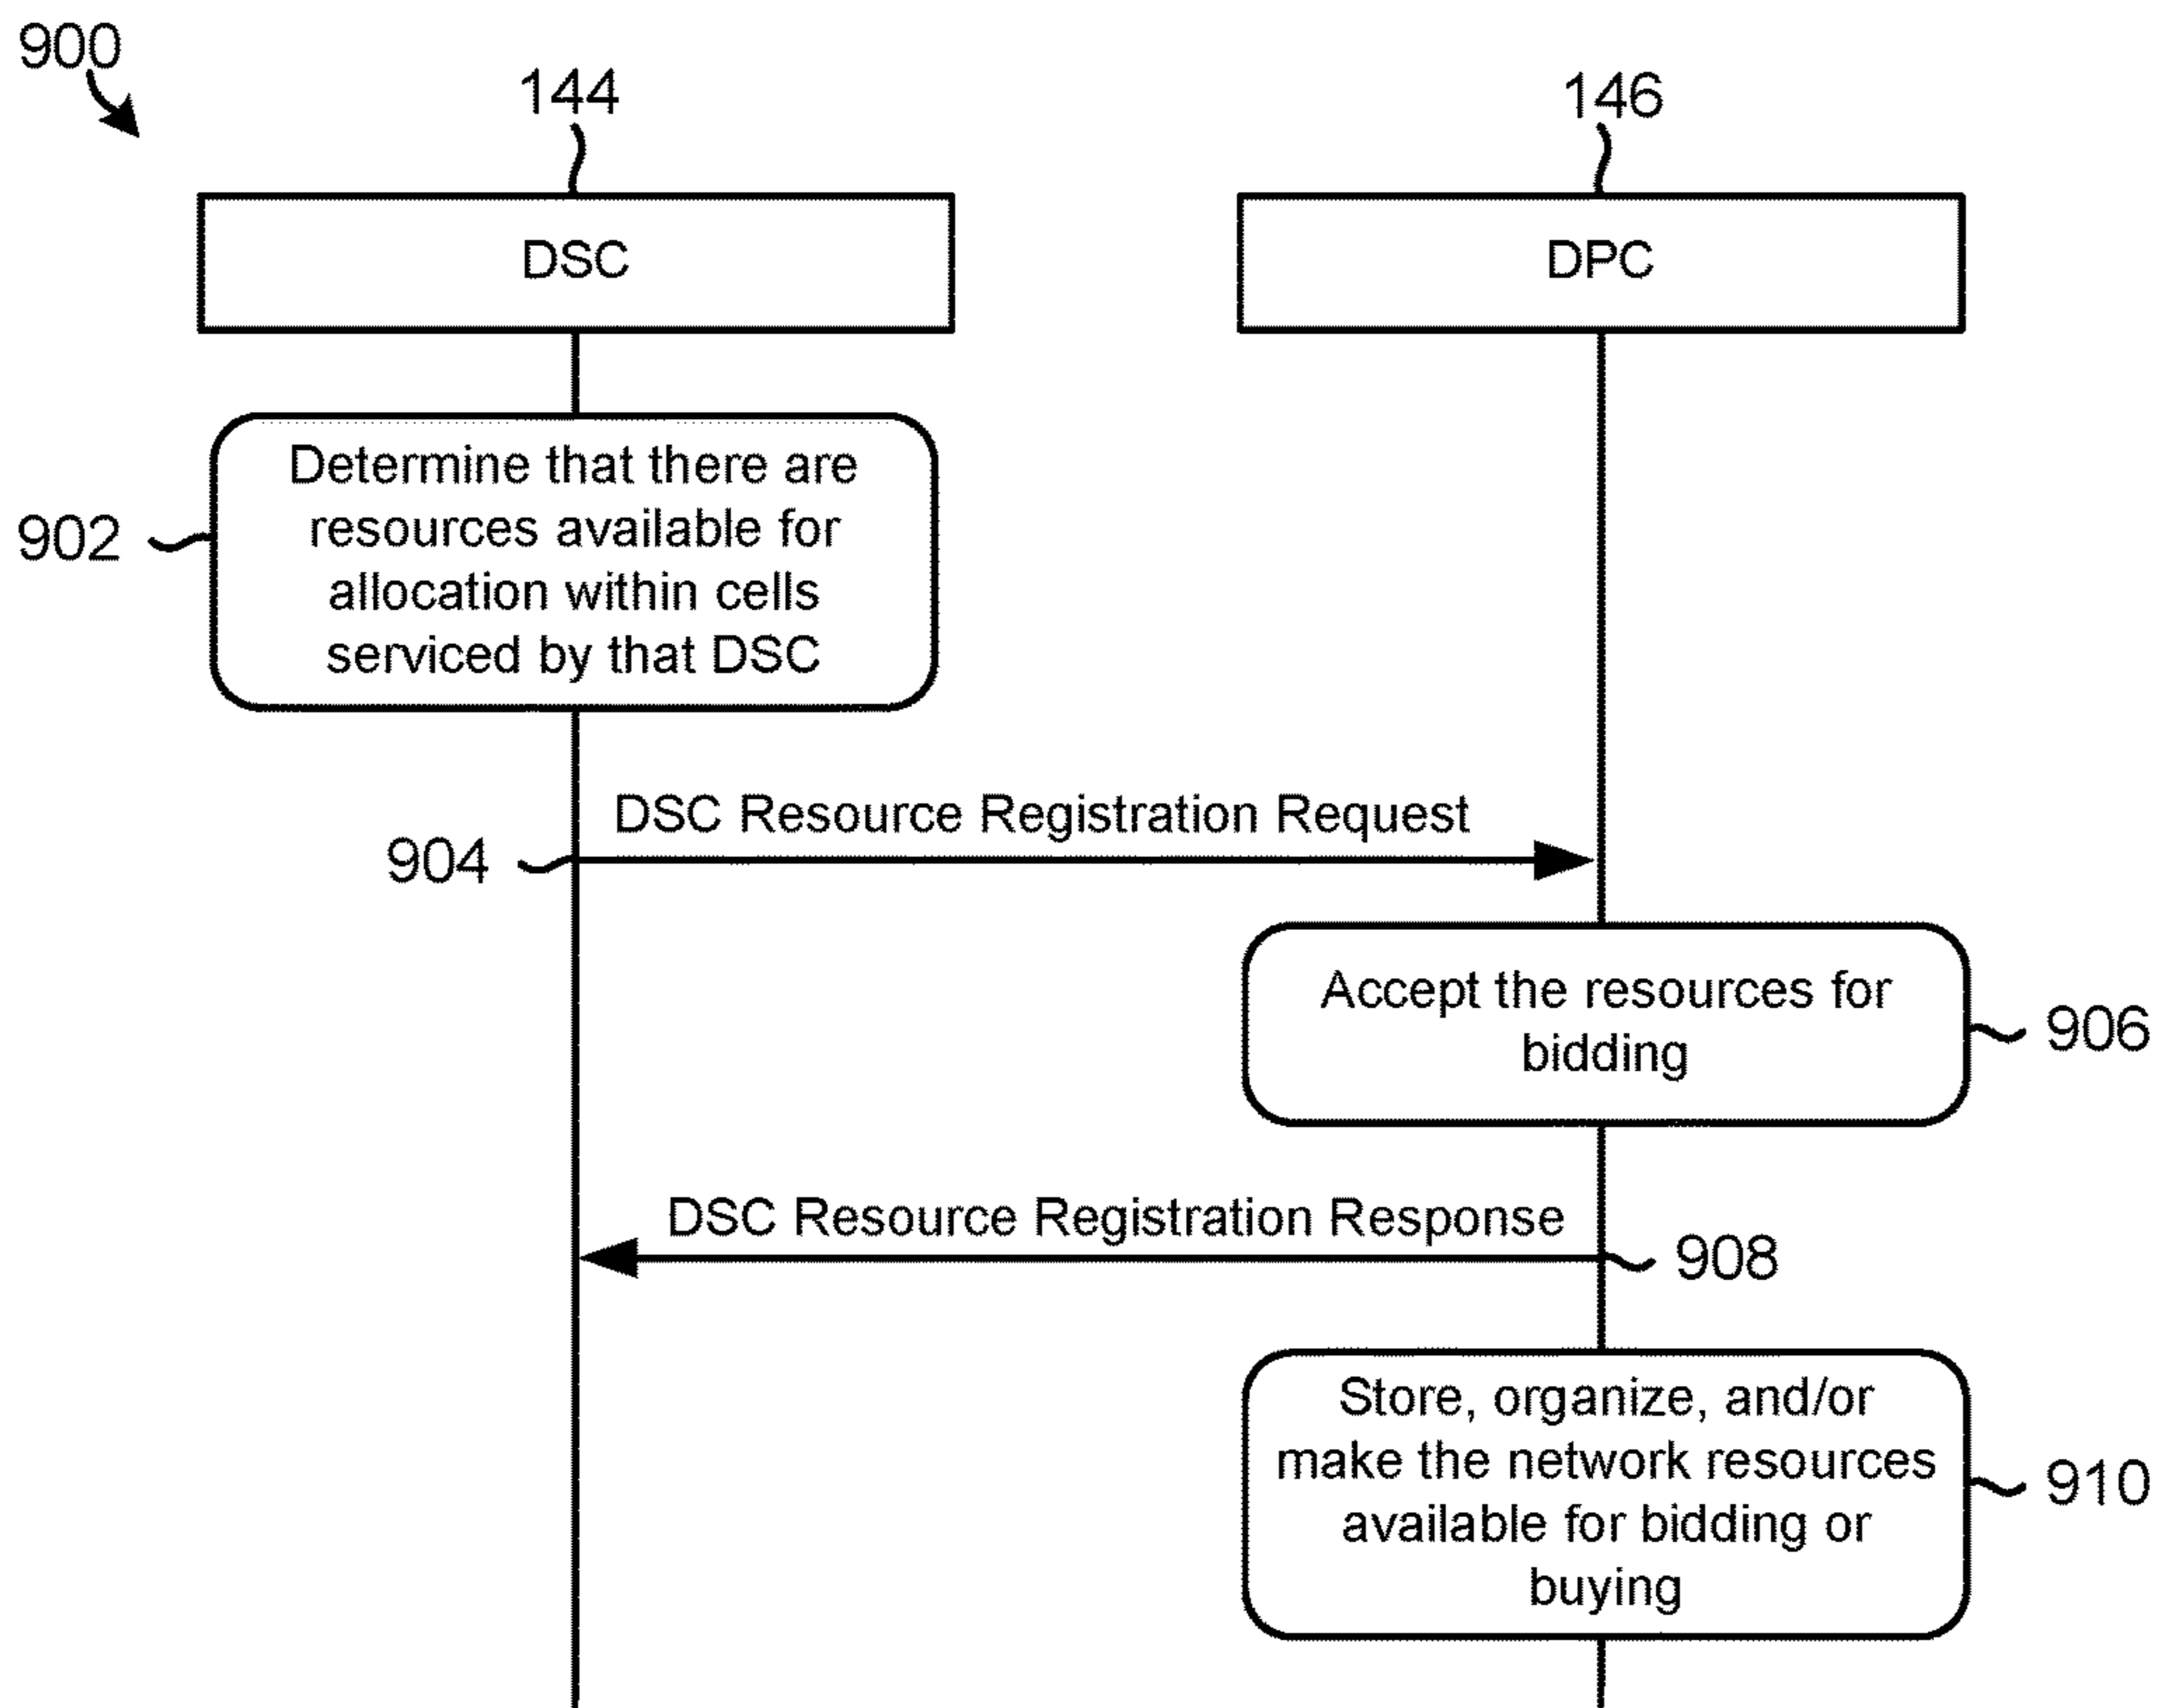 900
144
146
DSC
DPC
902
Determine that there are
resources available for
allocation within cells
serviced by that DSC
DSC Resource Registration Request
904
Accept the resources for
bidding
906
DSC Resource Registration Response
908
Store, organize, and/or
make the network resources
available for bidding or
buying
910